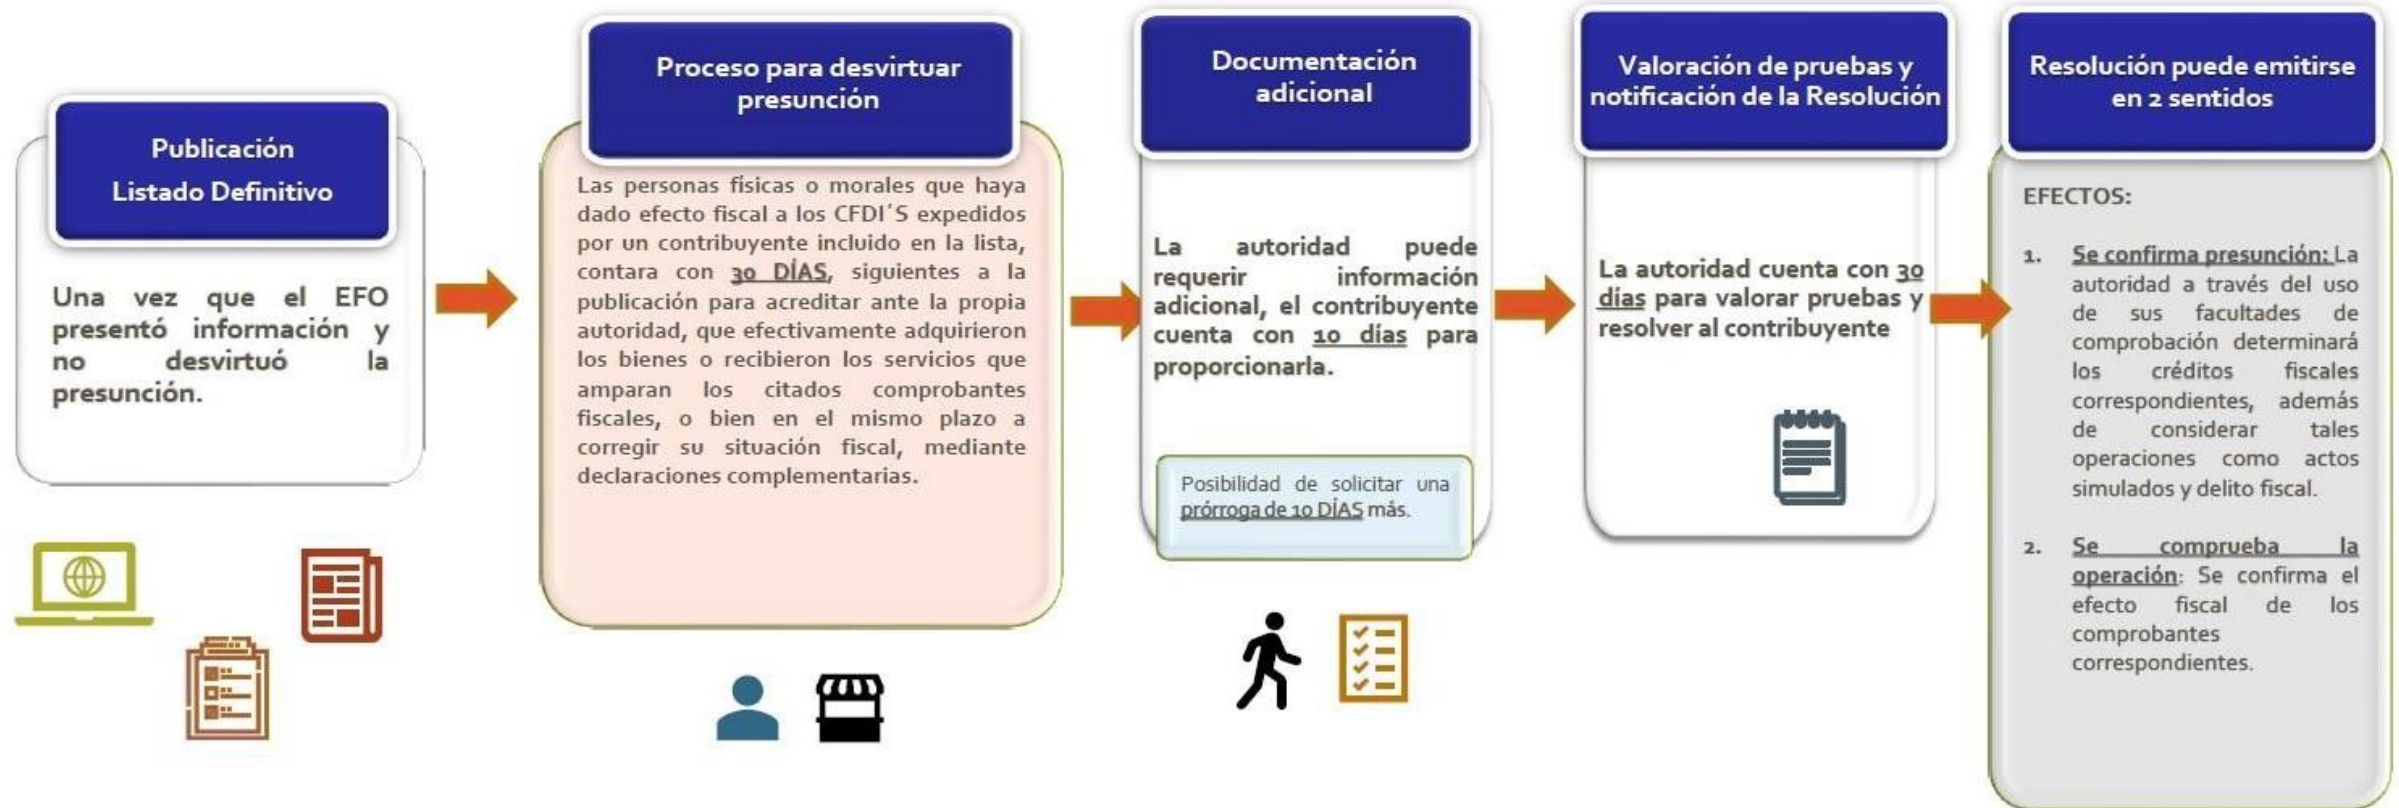 Publicación
Listado Definitivo
Una vez que el EFO
presentó información y
no desvirtuó la
presunción.
Proceso para desvirtuar
presunción
Las personas físicas o morales que haya
dado efecto fiscal a los CFDI´S expedidos
por un contribuyente incluido en la lista,
contara con 30 DÍAS, siguientes a la
publicación para acreditar ante la propia
autoridad, que efectivamente adquirieron
los bienes o recibieron los servicios que
amparan los citados comprobantes
fiscales, o bien en el mismo plazo a
corregir su situación fiscal, mediante
declaraciones complementarias.
Documentación
adicional
La autoridad puede
requerir información
adicional, el contribuyente
cuenta con 10 días para
proporcionarla.
Posibilidad de solicitar una
prórroga de 10 DÍAS más.
Valoración de pruebas y
notificación de la Resolución
La autoridad cuenta con 30
días para valorar pruebas y
resolver al contribuyente
Resolución puede emitirse
en 2 sentidos
EFECTOS:
1. Se confirma presunción: La
autoridad a través del uso
de sus facultades de
comprobación determinará
los créditos fiscales
correspondientes, además
de considerar tales
operaciones como actos
simulados y delito fiscal.
2. Se comprueba la
operación: Se confirma el
efecto fiscal de los
comprobantes
correspondientes.